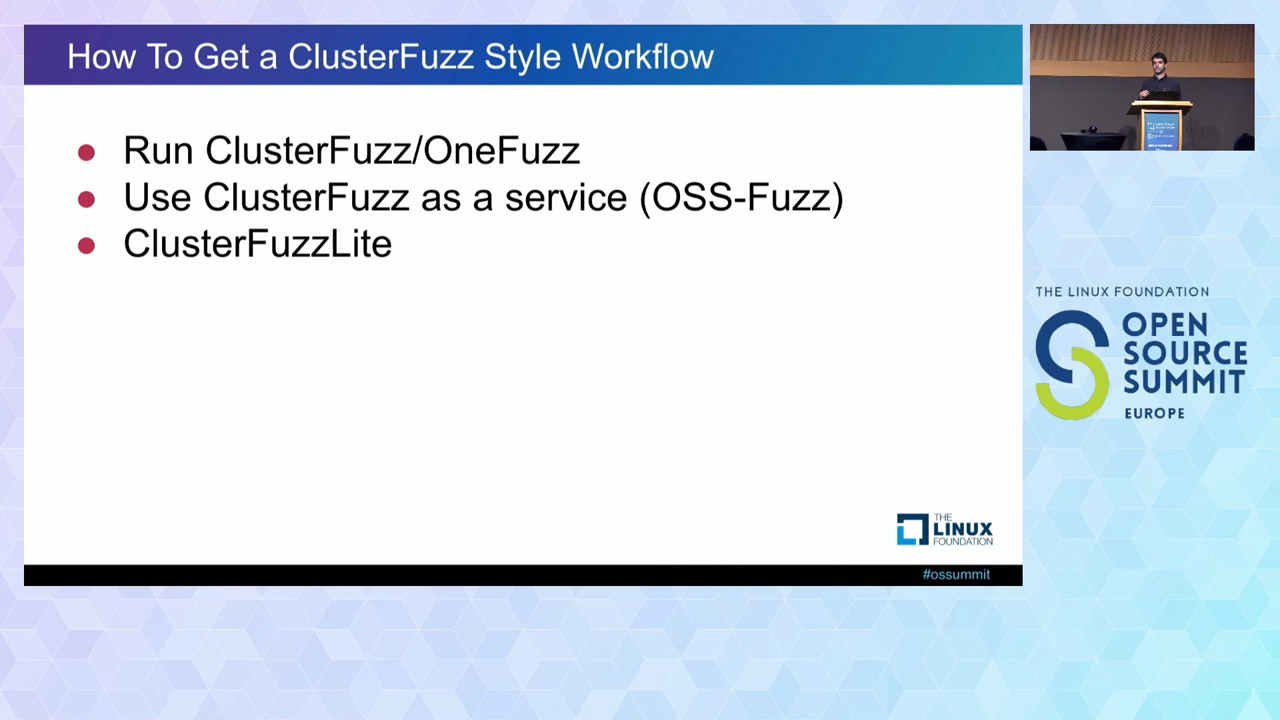 How To Get a ClusterFuzz Style Workflow
Run ClusterFuzz/OneFuzz
Use ClusterFuzz as a service (OSS-Fuzz)
ClusterFuzzLite
THE
LINUX
FOUNDATION
#ossummit
THE LINUX FOUNDATION
OPEN
SOURCE
SUMMIT
EUROPE